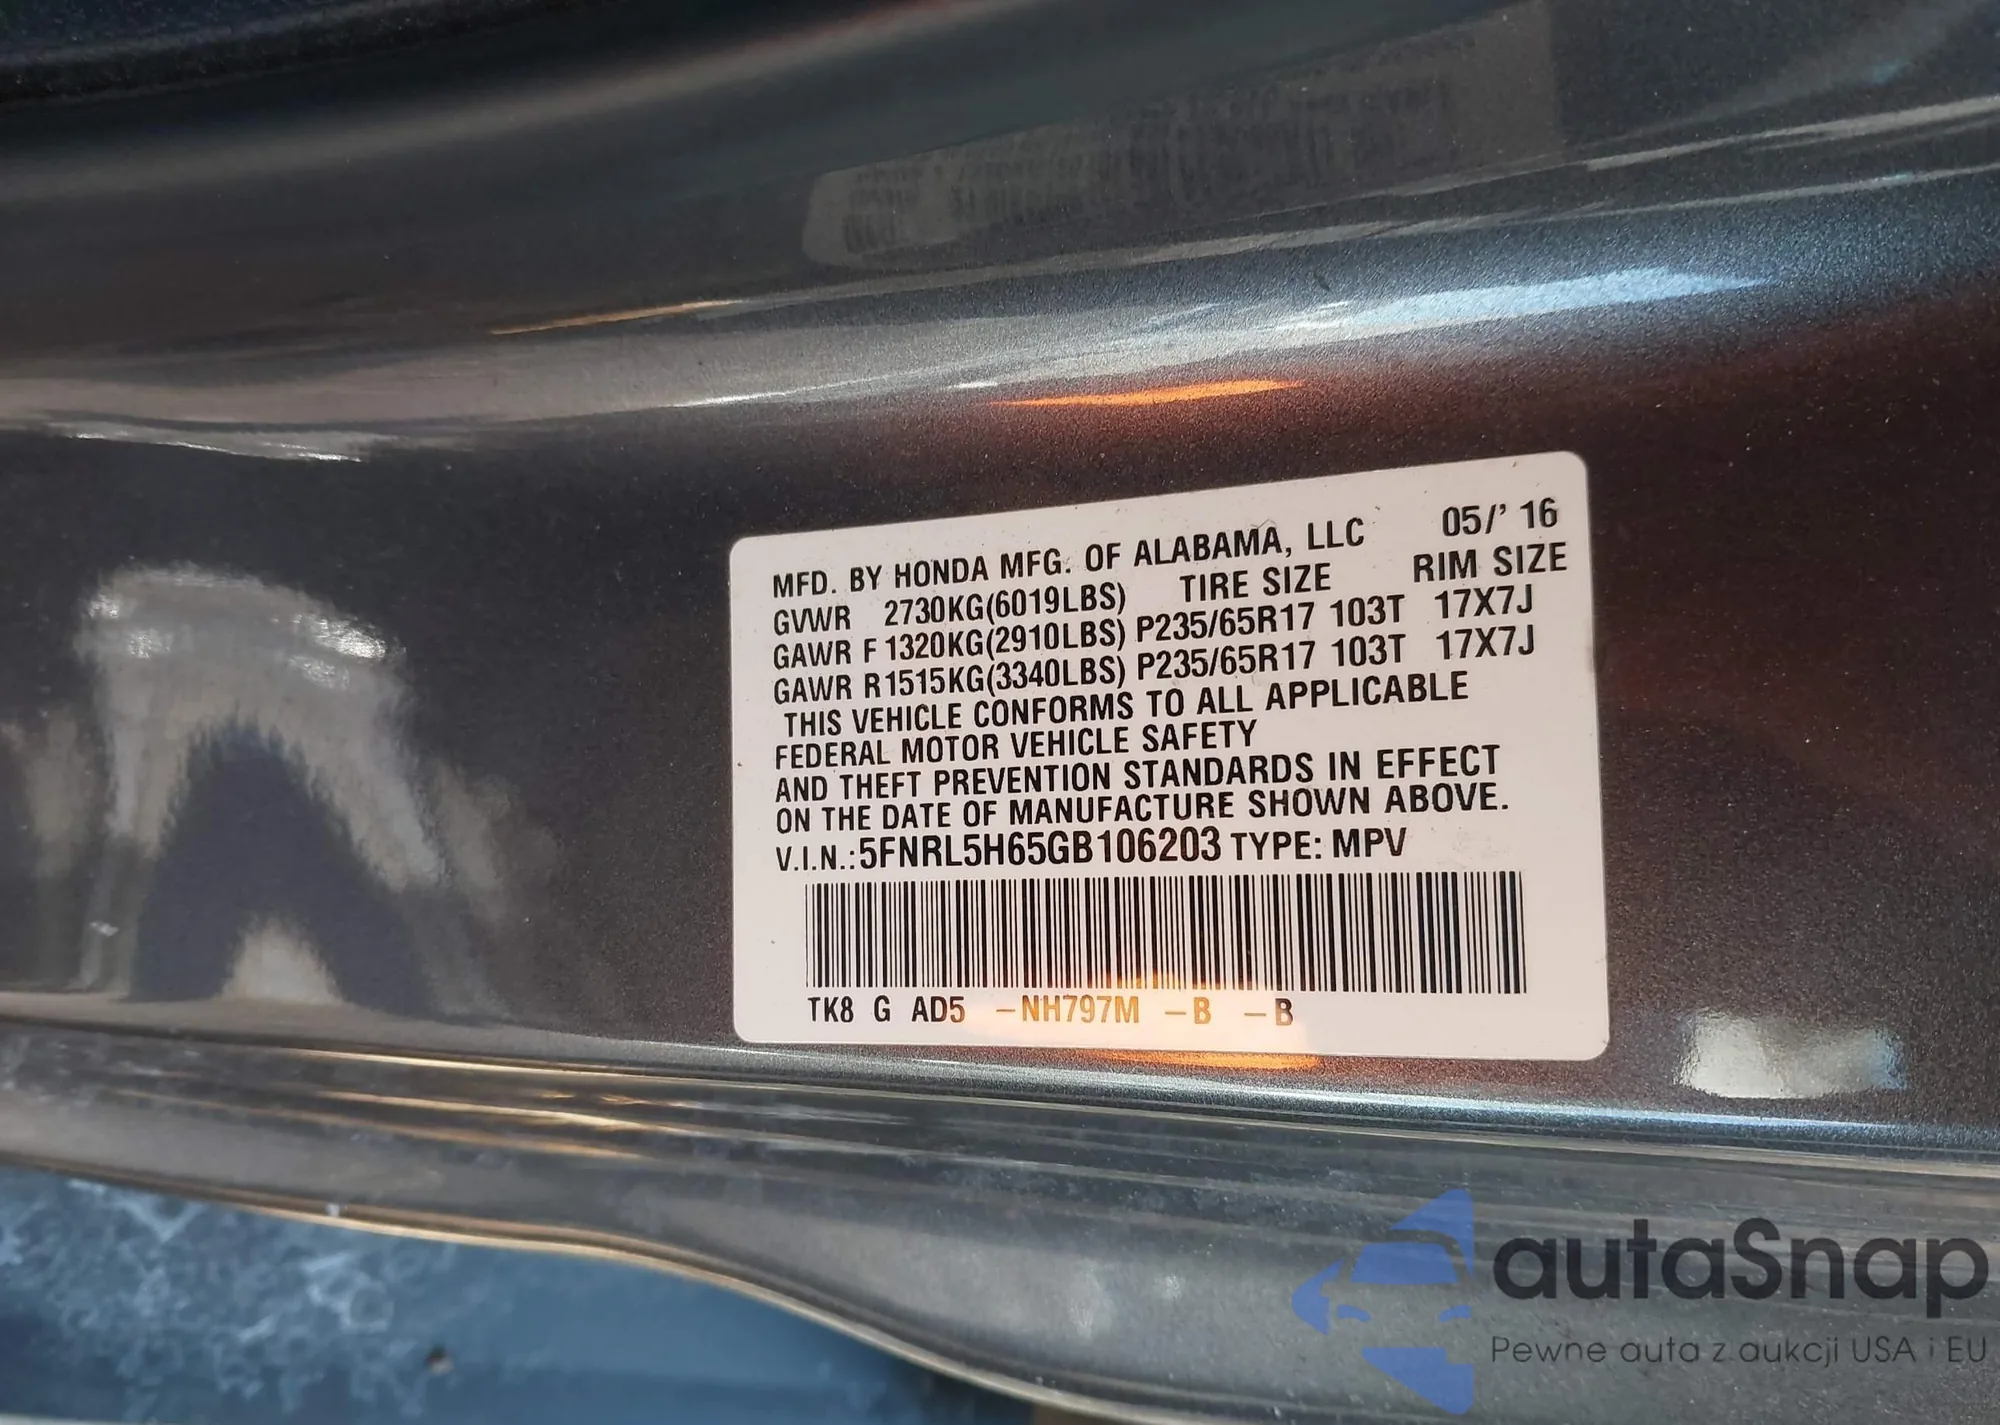 MFD. BY HONDA MFG. OF ALABAMA, LLC 05/' 16
GVWR 2730KG(6019LBS) TIRE SIZE RIM SIZE
GAWR F 1320KG(2910LBS) P235/65R17 103T 17X7J
GAWR R1515KG(3340LBS) P235/65R17 103T 17X7J
THIS VEHICLE CONFORMS TO ALL APPLICABLE
FEDERAL MOTOR VEHICLE SAFETY
AND THEFT PREVENTION STANDARDS IN EFFECT
ON THE DATE OF MANUFACTURE SHOWN ABOVE.
V.I.N.: 5FNRL5H65GB106203 TYPE: MPV
TK8 G AD5 –NH797M –B –B
autaSnap
Pewne auta z aukcji USA i EU